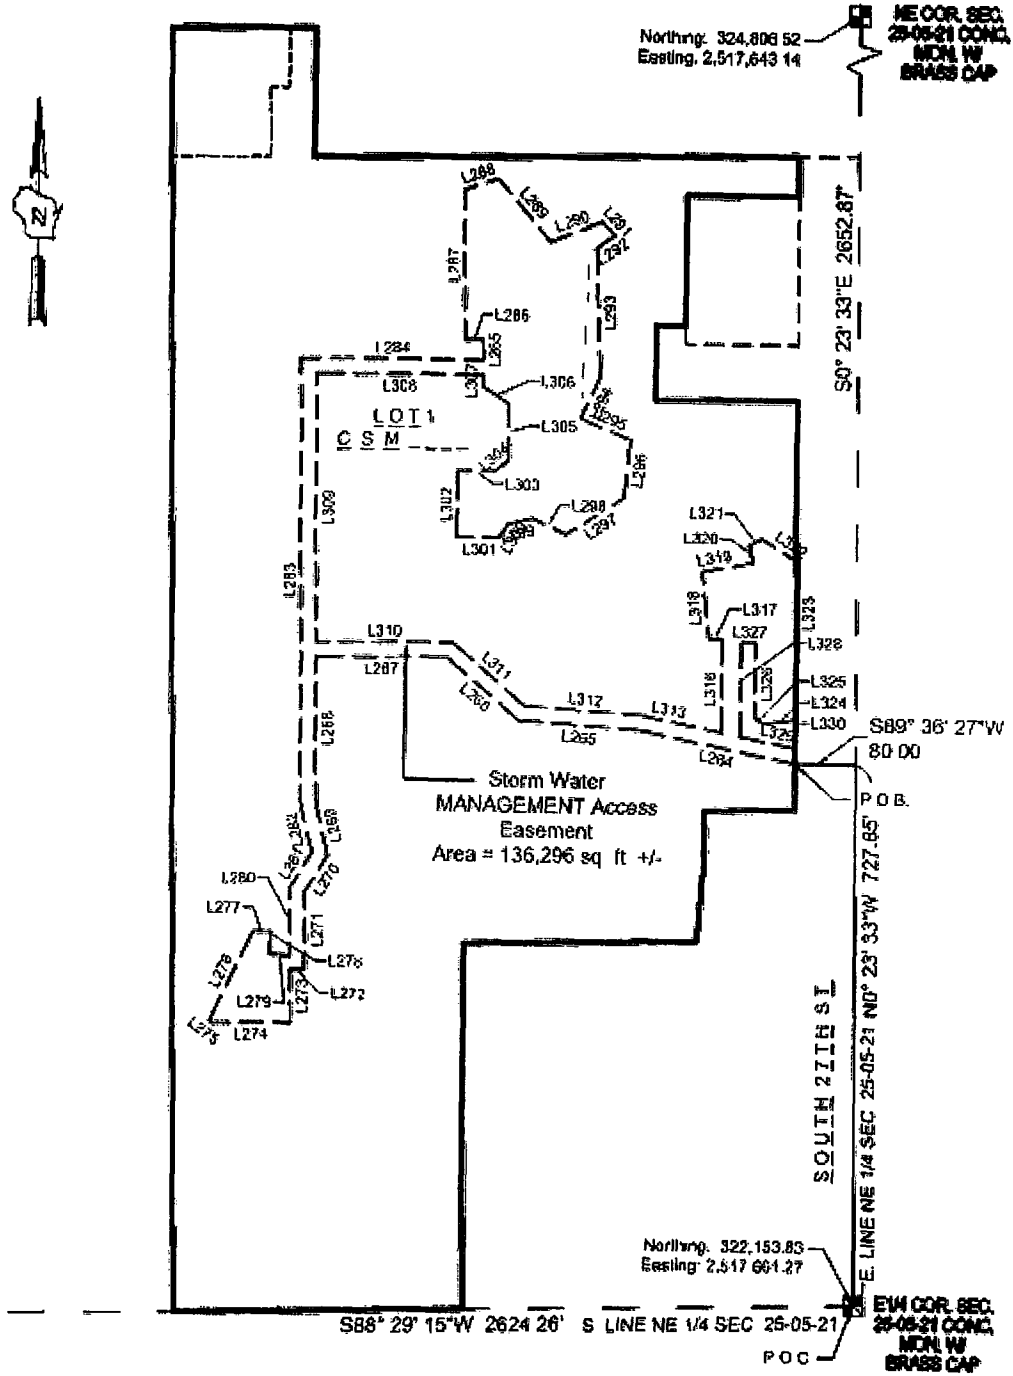 NE COR. SEC.
25-05-21 CONC.
MON. W/
BRASS CAP
Northing. 324,806 52
Easting. 2,517,643 14
N
S0° 23' 33"E 2652.87'
L288
L289
L290
L291
L292
L287
L293
L286
L285
L284
L308
L307
L306
L295
LOT 1
CSM
L305
L296
L303
L302
L301
L298
L297
L309
L283
L321
L320
L319
L318
L317
L327
L323
L328
L316
L326
L325
L324
L330
L310
L267
L311
L312
L313
L265
L264
S89° 36' 27"W
80 00
P O B.
L268
Storm Water
MANAGEMENT Access
Easement
Area = 136,296 sq ft +/-
L282
L269
L270
L280
L277
L271
L278
L279
L273
L272
L275
L274
SOUTH 27TH ST
E. LINE NE 1/4 SEC 25-05-21 N0° 23' 33"W 727.85'
Northing. 322,153.83
Easting 2,517 661.27
E1/4 COR. SEC.
25-05-21 CONC.
MON. W/
BRASS CAP
S88° 29' 15"W 2624 26' S LINE NE 1/4 SEC 25-05-21
P O C